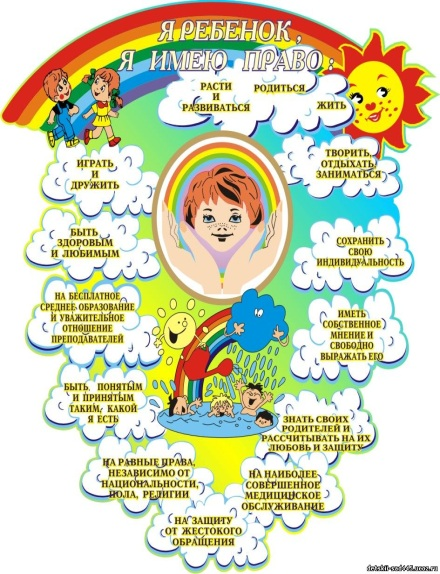 Я РЕБЕНОК,
Я ИМЕЮ ПРАВО:
РАСТИ
И
РАЗВИВАТЬСЯ
РОДИТЬСЯ
ЖИТЬ
ИГРАТЬ
И
ДРУЖИТЬ
ТВОРИТЬ,
ОТДЫХАТЬ,
ЗАНИМАТЬСЯ
БЫТЬ
ЗДОРОВЫМ
И ЛЮБИМЫМ
СОХРАНИТЬ
СВОЮ
ИНДИВИДУАЛЬНОСТЬ
НА БЕСПЛАТНОЕ
СРЕДНЕЕ ОБРАЗОВАНИЕ
И УВАЖИТЕЛЬНОЕ
ОТНОШЕНИЕ
ПРЕПОДАВАТЕЛЕЙ
ИМЕТЬ
СОБСТВЕННОЕ
МНЕНИЕ И
СВОБОДНО
ВЫРАЖАТЬ ЕГО
БЫТЬ ПОНЯТЫМ
И ПРИНЯТЫМ
ТАКИМ, КАКОЙ
Я ЕСТЬ
ЗНАТЬ СВОИХ
РОДИТЕЛЕЙ И
РАССЧИТЫВАТЬ НА ИХ
ЛЮБОВЬ И ЗАЩИТУ
НА РАВНЫЕ ПРАВА,
НЕЗАВИСИМО ОТ
НАЦИОНАЛЬНОСТИ,
ПОЛА, РЕЛИГИИ
НА НАИБОЛЕЕ
СОВЕРШЕННОЕ
МЕДИЦИНСКОЕ
ОБСЛУЖИВАНИЕ
НА ЗАЩИТУ
ОТ ЖЕСТОКОГО
ОБРАЩЕНИЯ
detskii-sad445.ucoz.ru